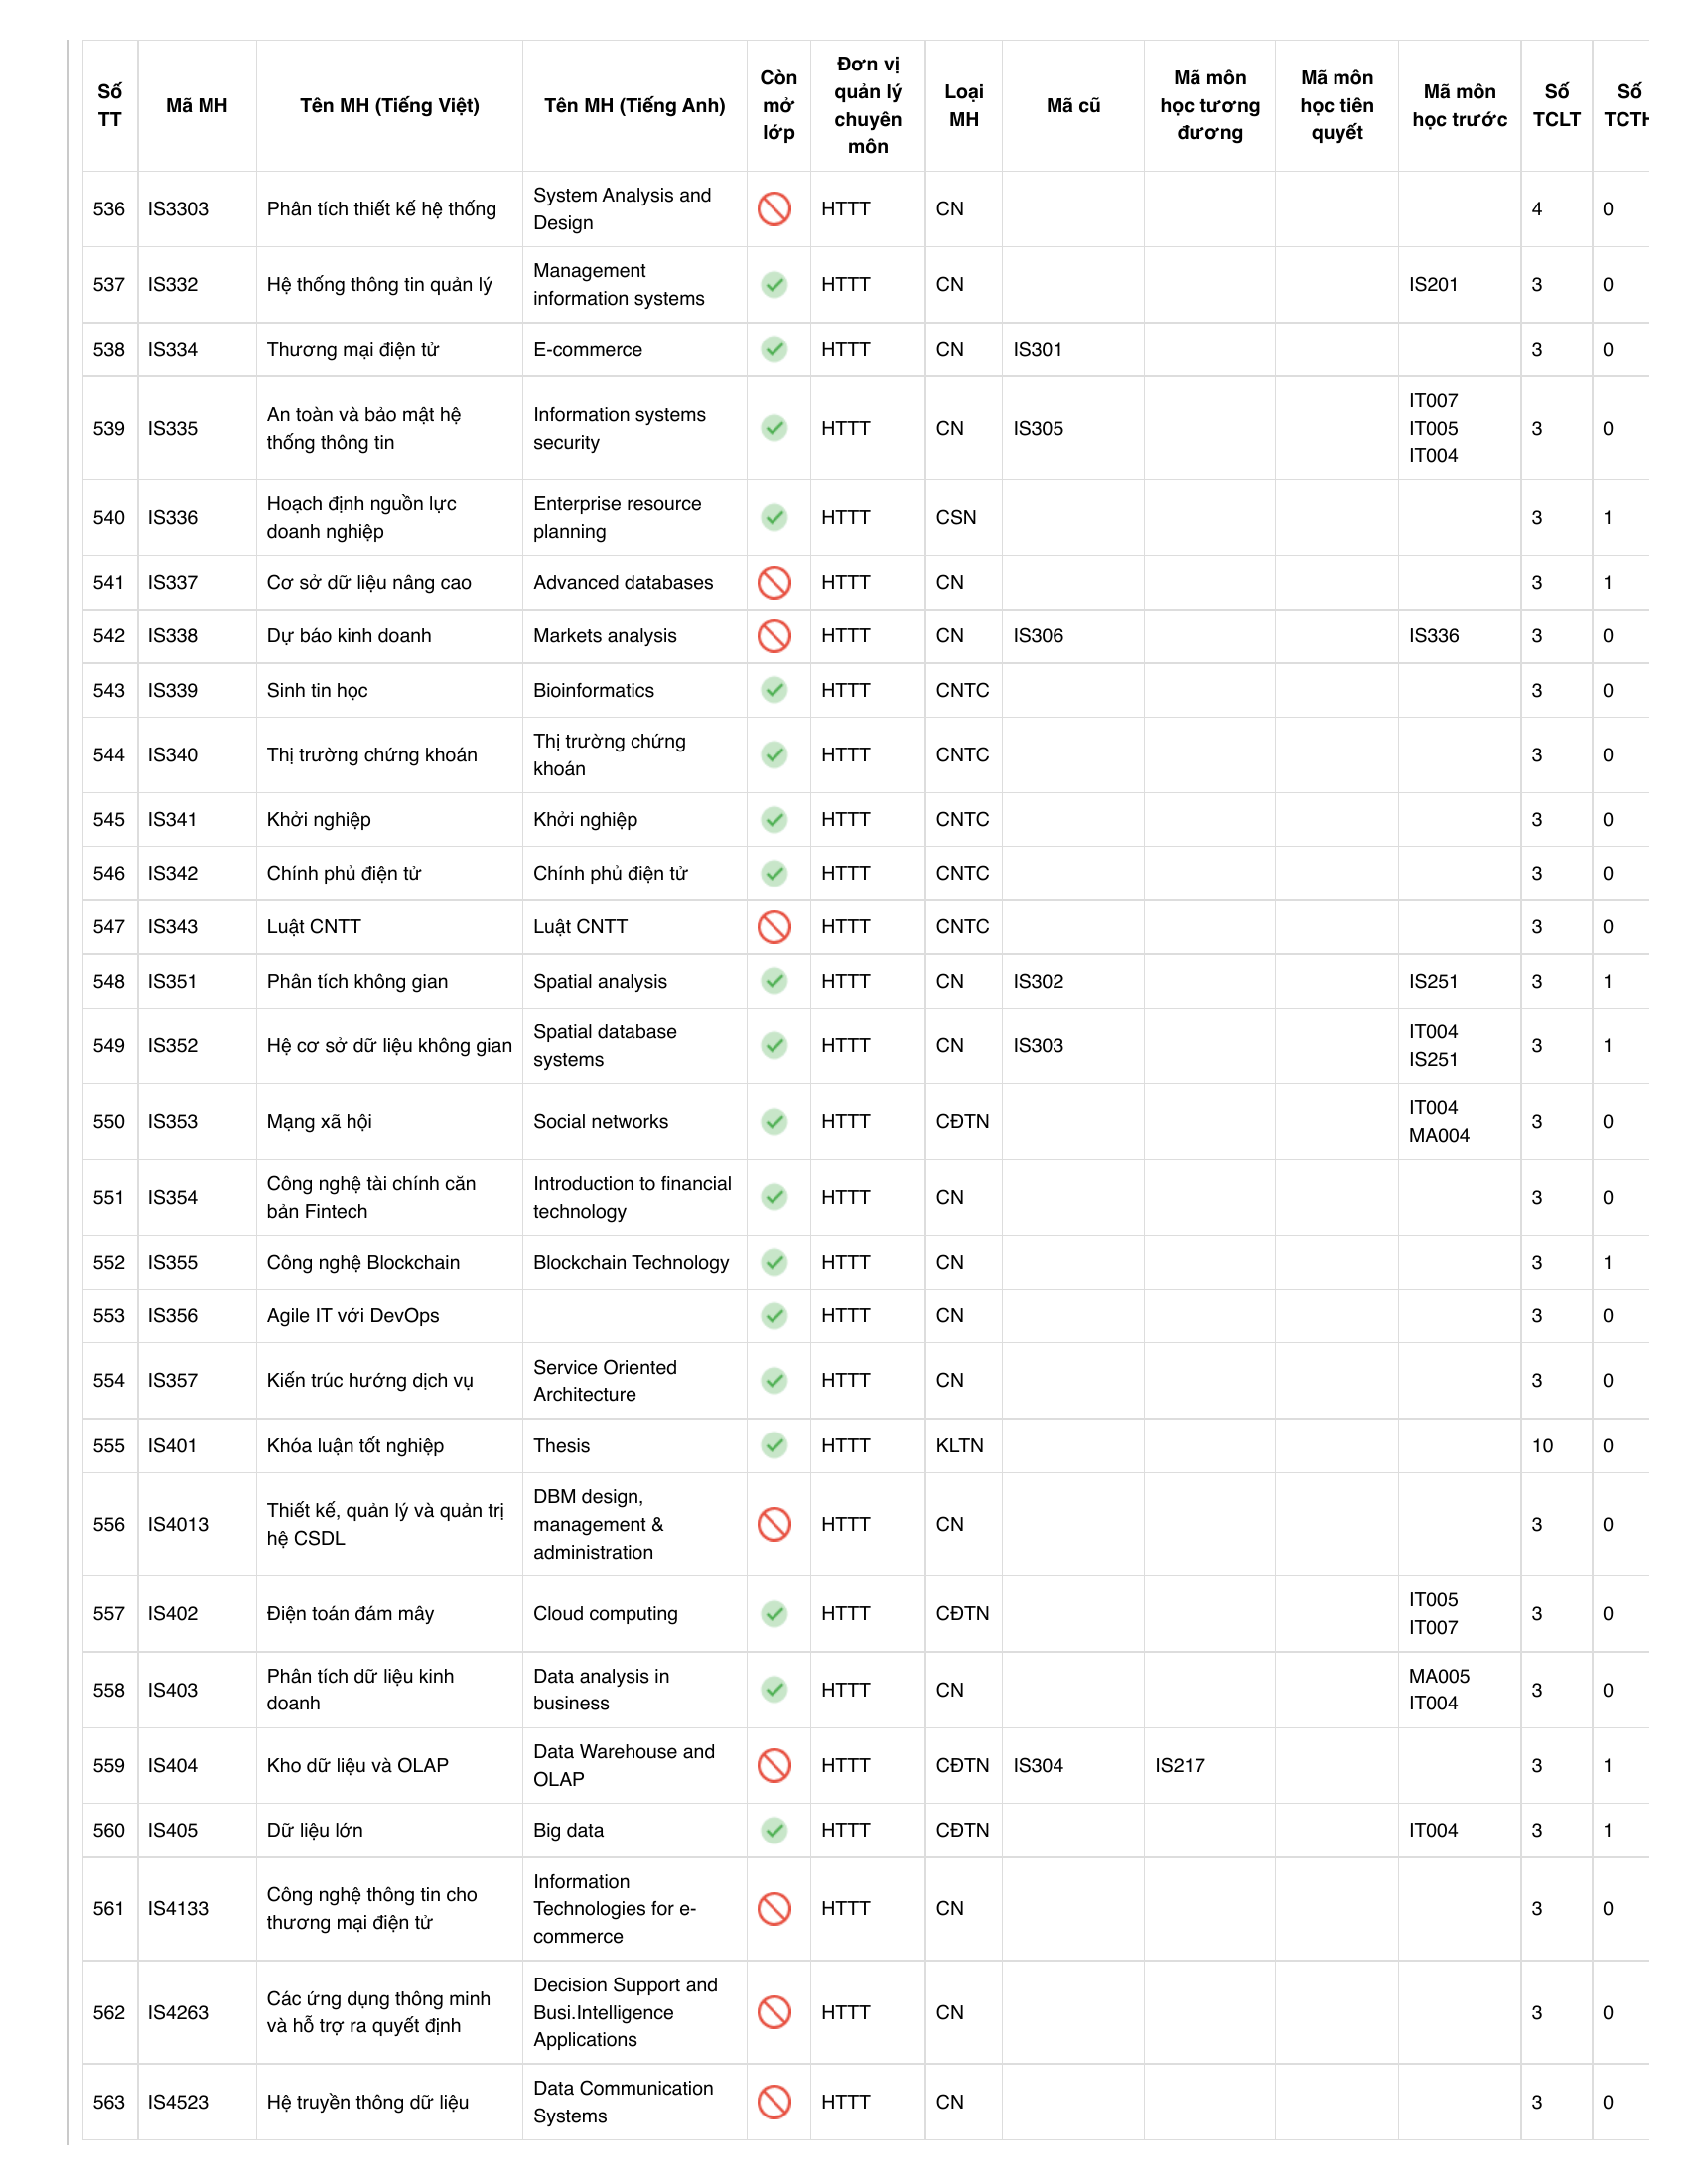 Số TT Mã MH Tên MH (Tiếng Việt) Tên MH (Tiếng Anh) Còn mở lớp Đơn vị quản lý chuyên môn Loại MH Mã cũ Mã môn học tương đương Mã môn học tiên quyết Mã môn học trước Số TCLT Số TCTH
536 IS3303 Phân tích thiết kế hệ thống System Analysis and Design HTTT CN 4 0
537 IS332 Hệ thống thông tin quản lý Management information systems HTTT CN IS201 3 0
538 IS334 Thương mại điện tử E-commerce HTTT CN IS301 3 0
539 IS335 An toàn và bảo mật hệ thống thông tin Information systems security HTTT CN IS305 IT007 IT005 IT004 3 0
540 IS336 Hoạch định nguồn lực doanh nghiệp Enterprise resource planning HTTT CSN 3 1
541 IS337 Cơ sở dữ liệu nâng cao Advanced databases HTTT CN 3 1
542 IS338 Dự báo kinh doanh Markets analysis HTTT CN IS306 IS336 3 0
543 IS339 Sinh tin học Bioinformatics HTTT CNTC 3 0
544 IS340 Thị trường chứng khoán Thị trường chứng khoán HTTT CNTC 3 0
545 IS341 Khởi nghiệp Khởi nghiệp HTTT CNTC 3 0
546 IS342 Chính phủ điện tử Chính phủ điện tử HTTT CNTC 3 0
547 IS343 Luật CNTT Luật CNTT HTTT CNTC 3 0
548 IS351 Phân tích không gian Spatial analysis HTTT CN IS302 IS251 3 1
549 IS352 Hệ cơ sở dữ liệu không gian Spatial database systems HTTT CN IS303 IT004 IS251 3 1
550 IS353 Mạng xã hội Social networks HTTT CĐTN IT004 MA004 3 0
551 IS354 Công nghệ tài chính căn bản Fintech Introduction to financial technology HTTT CN 3 0
552 IS355 Công nghệ Blockchain Blockchain Technology HTTT CN 3 1
553 IS356 Agile IT với DevOps HTTT CN 3 0
554 IS357 Kiến trúc hướng dịch vụ Service Oriented Architecture HTTT CN 3 0
555 IS401 Khóa luận tốt nghiệp Thesis HTTT KLTN 10 0
556 IS4013 Thiết kế, quản lý và quản trị hệ CSDL DBM design, management & administration HTTT CN 3 0
557 IS402 Điện toán đám mây Cloud computing HTTT CĐTN IT005 IT007 3 0
558 IS403 Phân tích dữ liệu kinh doanh Data analysis in business HTTT CN MA005 IT004 3 0
559 IS404 Kho dữ liệu và OLAP Data Warehouse and OLAP HTTT CĐTN IS304 IS217 3 1
560 IS405 Dữ liệu lớn Big data HTTT CĐTN IT004 3 1
561 IS4133 Công nghệ thông tin cho thương mại điện tử Information Technologies for e-commerce HTTT CN 3 0
562 IS4263 Các ứng dụng thông minh và hỗ trợ ra quyết định Decision Support and Busi.Intelligence Applications HTTT CN 3 0
563 IS4523 Hệ truyền thông dữ liệu Data Communication Systems HTTT CN 3 0